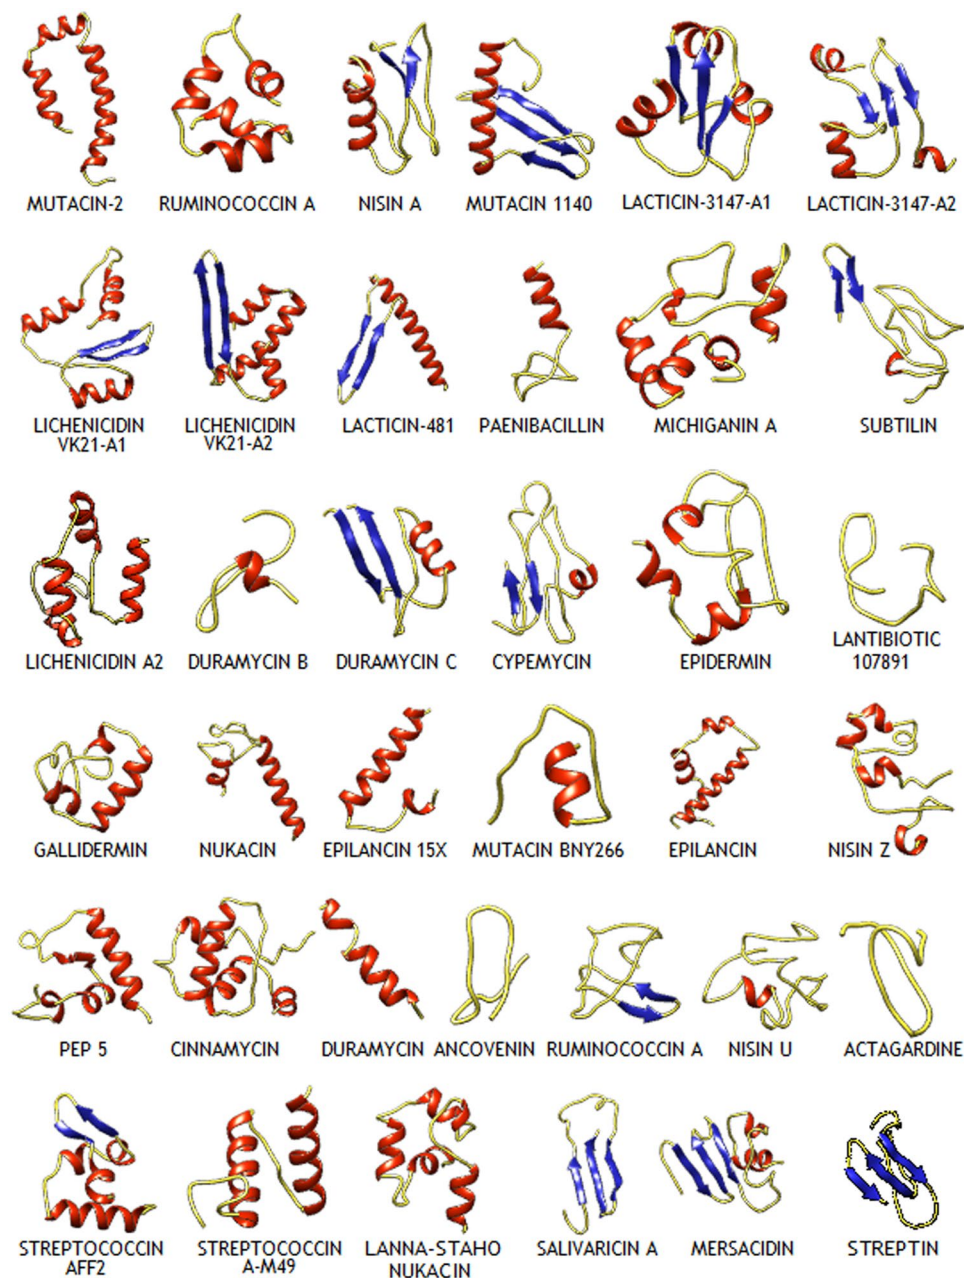 MUTACIN-2
RUMINOCOCCIN A
NISIN A
MUTACIN 1140
LACTICIN-3147-A1
LACTICIN-3147-A2
LICHENICIDIN
VK21-A1
LICHENICIDIN
VK21-A2
LACTICIN-481
PAENIBACILLIN
MICHIGANIN A
SUBTILIN
LICHENICIDIN A2
DURAMYCIN B
DURAMYCIN C
CYPEMYCIN
EPIDERMIN
LANTIBIOTIC
107891
GALLIDERMIN
NUKACIN
EPILANCIN 15X
MUTACIN BNY266
EPILANCIN
NISIN Z
PEP 5
CINNAMYCIN
DURAMYCIN
ANCOVENIN
RUMINOCOCCIN A
NISIN U
ACTAGARDINE
STREPTOCOCCIN
AFF2
STREPTOCOCCIN
A-M49
LANNA-STAHO
NUKACIN
SALIVARICIN A
MERSACIDIN
STREPTIN